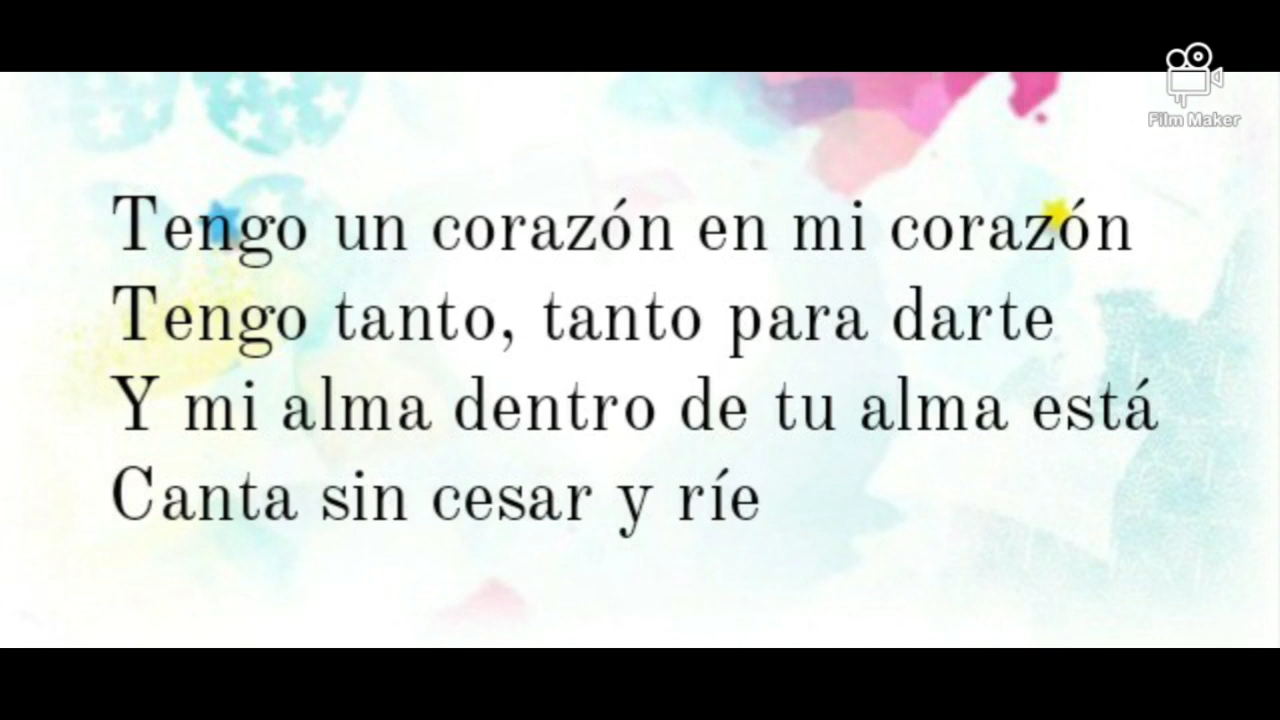 Film Maker
Tengo un corazón en mi corazón
Tengo tanto, tanto para darte
Y mi alma dentro de tu alma está
Canta sin cesar y ríe